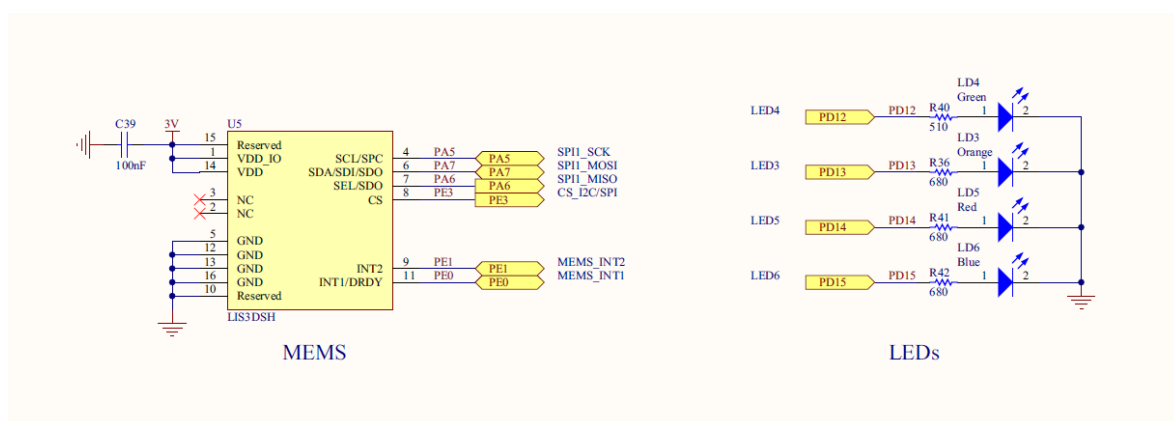 C39
3V
100nF
U5
15 Reserved
1 VDD_IO
14 VDD
3 NC
2 NC
5 GND
12 GND
13 GND
16 GND
10 Reserved
SCL/SPC 4 PA5 PA5 SPI1_SCK
SDA/SDI/SDO 6 PA7 PA7 SPI1_MOSI
SEL/SDO 7 PA6 PA6 SPI1_MISO
CS 8 PE3 PE3 CS_I2C/SPI
INT2 9 PE1 PE1 MEMS_INT2
INT1/DRDY 11 PE0 PE0 MEMS_INT1
LIS3DSH
MEMS
LD4
Green
LED4 PD12 PD12 R40 1 2
510
LD3
Orange
LED3 PD13 PD13 R36 1 2
680
LD5
Red
LED5 PD14 PD14 R41 1 2
680
LD6
Blue
LED6 PD15 PD15 R42 1 2
680
LEDs